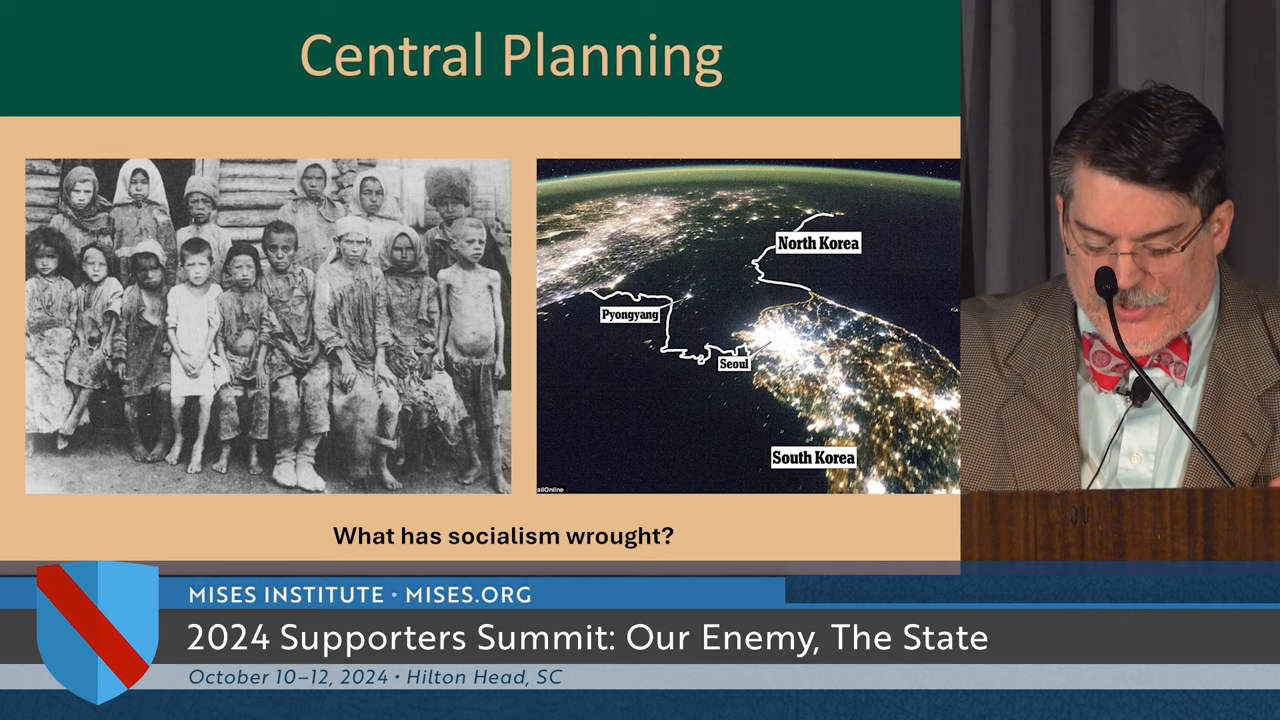 Central Planning
North Korea
Pyongyang
Seoul
South Korea
ailOnline
What has socialism wrought?
MISES INSTITUTE • MISES.ORG
2024 Supporters Summit: Our Enemy, The State
October 10–12, 2024 • Hilton Head, SC